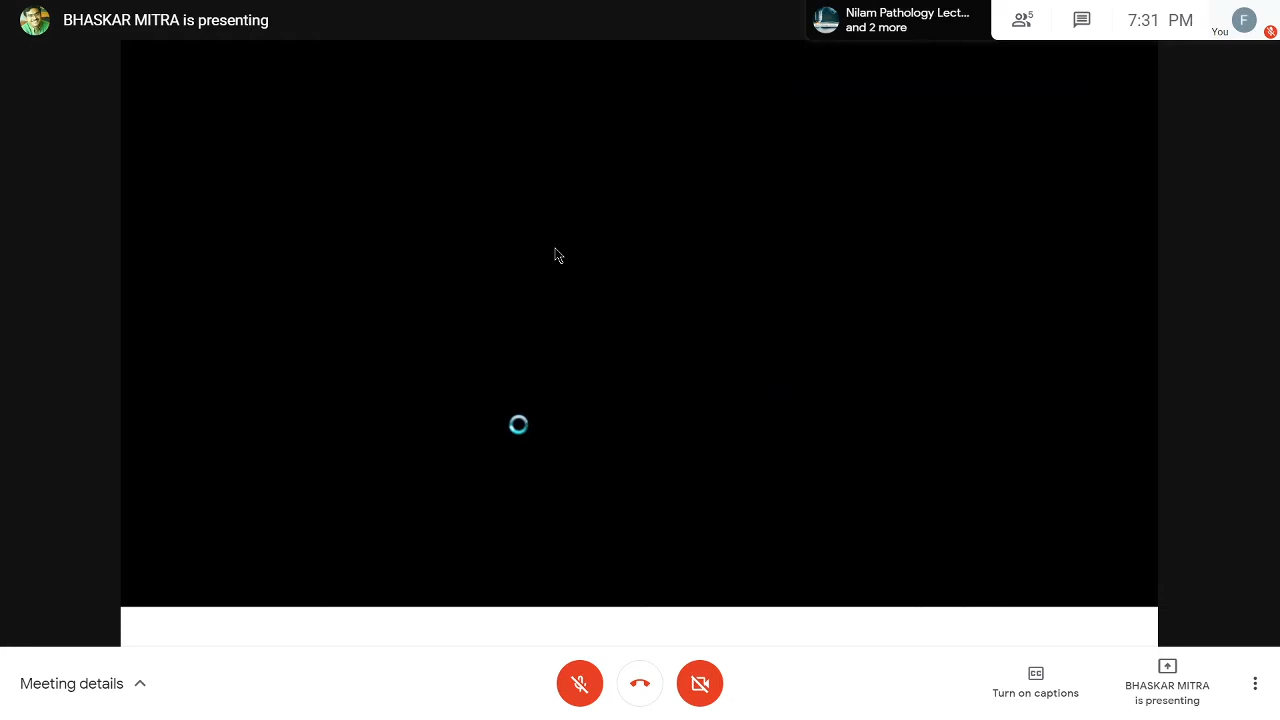 BHASKAR MITRA is presenting
Nilam Pathology Lect...
and 2 more
5
7:31 PM
You
F
Meeting details
CC
Turn on captions
BHASKAR MITRA
is presenting